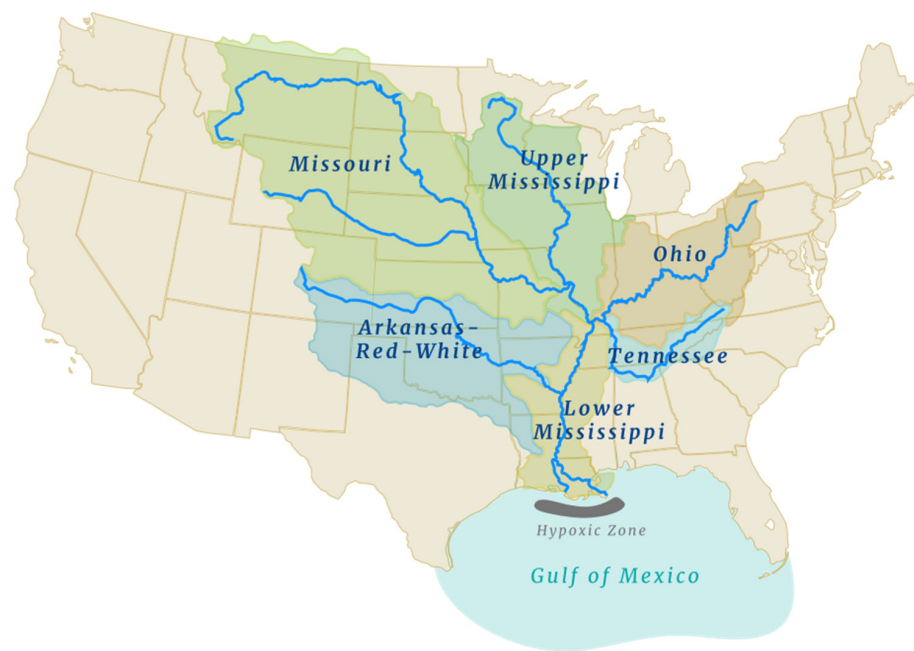 Missouri
Upper
Mississippi
Ohio
Arkansas-
Red-White
Tennessee
Lower
Mississippi
Hypoxic Zone
Gulf of Mexico